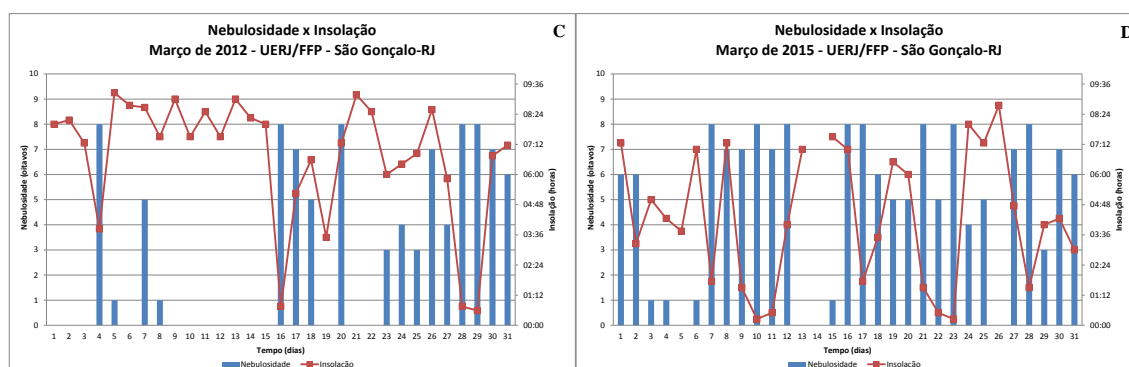 Nebulosidade x Insolação
Março de 2012 - UERJ/FFP - São Gonçalo-RJ
C
Nebulosidade (oitavos)
10
9
8
7
6
5
4
3
2
1
0
09:36
08:24
07:12
06:00
04:48
03:36
02:24
01:12
00:00
Insolação (horas)
1 2 3 4 5 6 7 8 9 10 11 12 13 14 15 16 17 18 19 20 21 22 23 24 25 26 27 28 29 30 31
Tempo (dias)
Nebulosidade Insolação
Nebulosidade x Insolação
Março de 2015 - UERJ/FFP - São Gonçalo-RJ
D
Nebulosidade (oitavos)
10
9
8
7
6
5
4
3
2
1
0
09:36
08:24
07:12
06:00
04:48
03:36
02:24
01:12
00:00
Insolação (horas)
1 2 3 4 5 6 7 8 9 10 11 12 13 14 15 16 17 18 19 20 21 22 23 24 25 26 27 28 29 30 31
Tempo (dias)
Nebulosidade Insolação